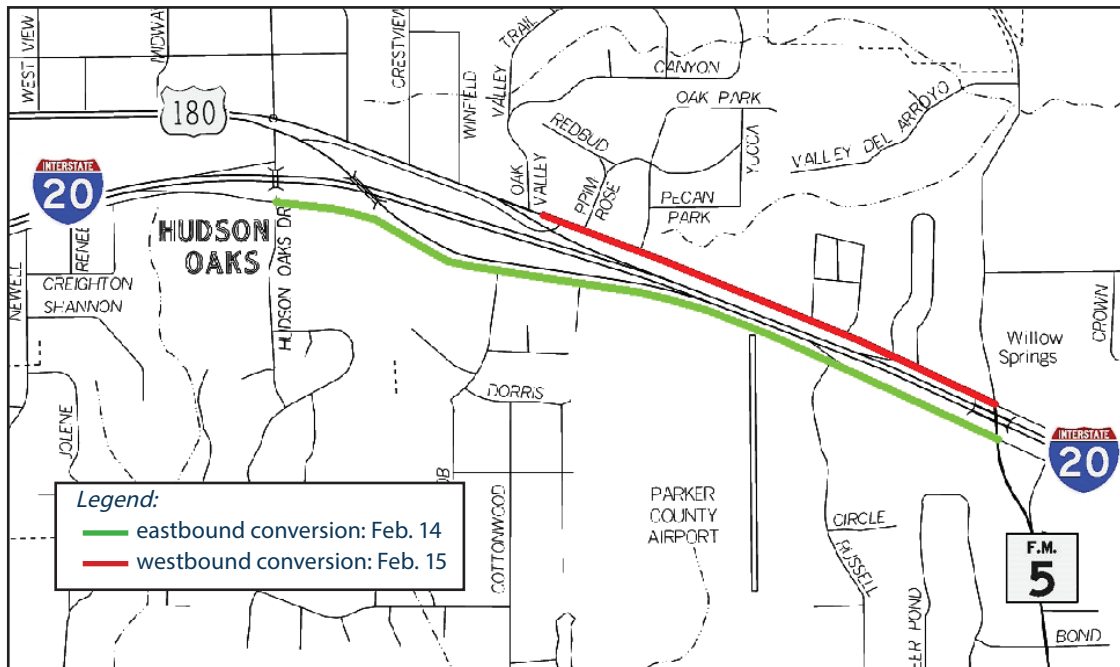 WEST VIEW
MIDWAY
CRESTVIEW
WINFIELD
VALLEY TRAIL
CANYON
OAK PARK
REDBUD
YUCCA
VALLEY DEL ARROYO
180
OAK
VALLEY
PPIM
ROSE
PECAN
PARK
INTERSTATE
20
HUDSON
OAKS
HUDSON OAKS DR
RENEE
NEWELL
CREIGHTON
SHANNON
CROWN
Willow
Springs
DORRIS
JOLENE
COTTONWOOD
PARKER
COUNTY
AIRPORT
CIRCLE
RUSSELL
INTERSTATE
20
F.M.
5
BOND
POND
Legend:
eastbound conversion: Feb. 14
westbound conversion: Feb. 15